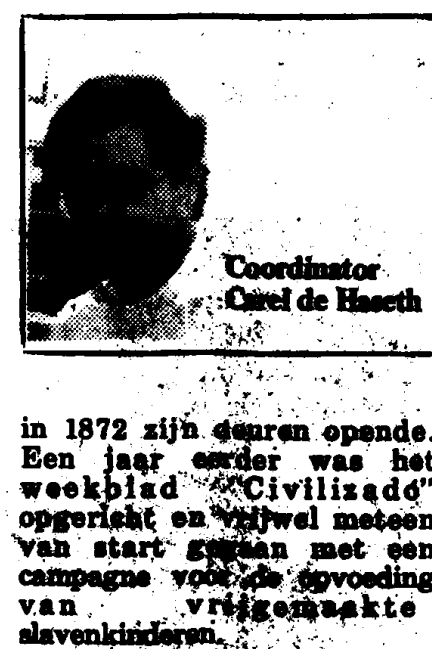 Coordinator
Carel de Haseth
in 1872 zijn deuren opende.
Een jaar eerder was het
weekblad "Civilizadó"
opgericht en vrijwel meteen
van start gegaan met een
campagne voor de opvoeding
van vrijgemaakte
slavenkinderen.